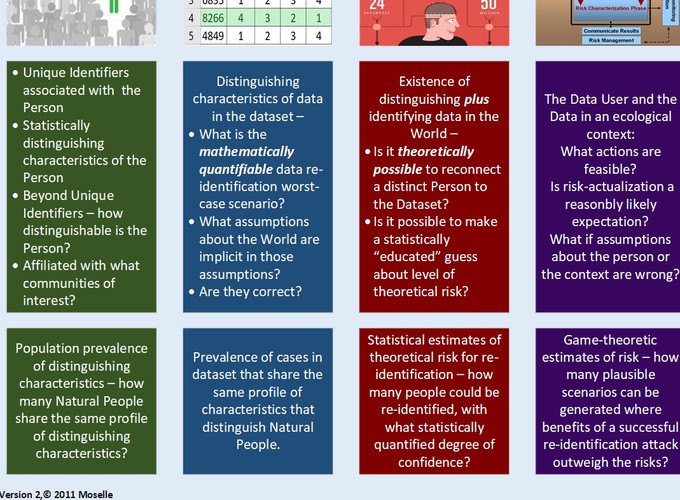 3 6835 1 2 3 4
4 8266 4 3 2 1
5 4849 1 2 3 4
24
50
MILLION
Risk Characterization Phase
Communicate Results
Risk Management
• Unique Identifiers
associated with the
Person
• Statistically
distinguishing
characteristics of the
Person
• Beyond Unique
Identifiers – how
distinguishable is the
Person?
• Affiliated with what
communities of
interest?
Distinguishing
characteristics of data
in the dataset –
• What is the
mathematically
quantifiable data re-
identification worst-
case scenario?
• What assumptions
about the World are
implicit in those
assumptions?
• Are they correct?
Existence of
distinguishing plus
identifying data in the
World –
• Is it theoretically
possible to reconnect
a distinct Person to
the Dataset?
• Is it possible to make
a statistically
“educated” guess
about level of
theoretical risk?
The Data User and the
Data in an ecological
context:
What actions are
feasible?
Is risk-actualization a
reasonbly likely
expectation?
What if assumptions
about the person or
the context are wrong?
Population prevalence
of distinguishing
characteristics – how
many Natural People
share the same profile
of distinguishing
characteristics?
Prevalence of cases in
dataset that share the
same profile of
characteristics that
distinguish Natural
People.
Statistical estimates of
theoretical risk for re-
identification – how
many people could be
re-identified, with
what statistically
quantified degree of
confidence?
Game-theoretic
estimates of risk – how
many plausible
scenarios can be
generated where
benefits of a successful
re-identification attack
outweigh the risks?
Version 2,© 2011 Moselle